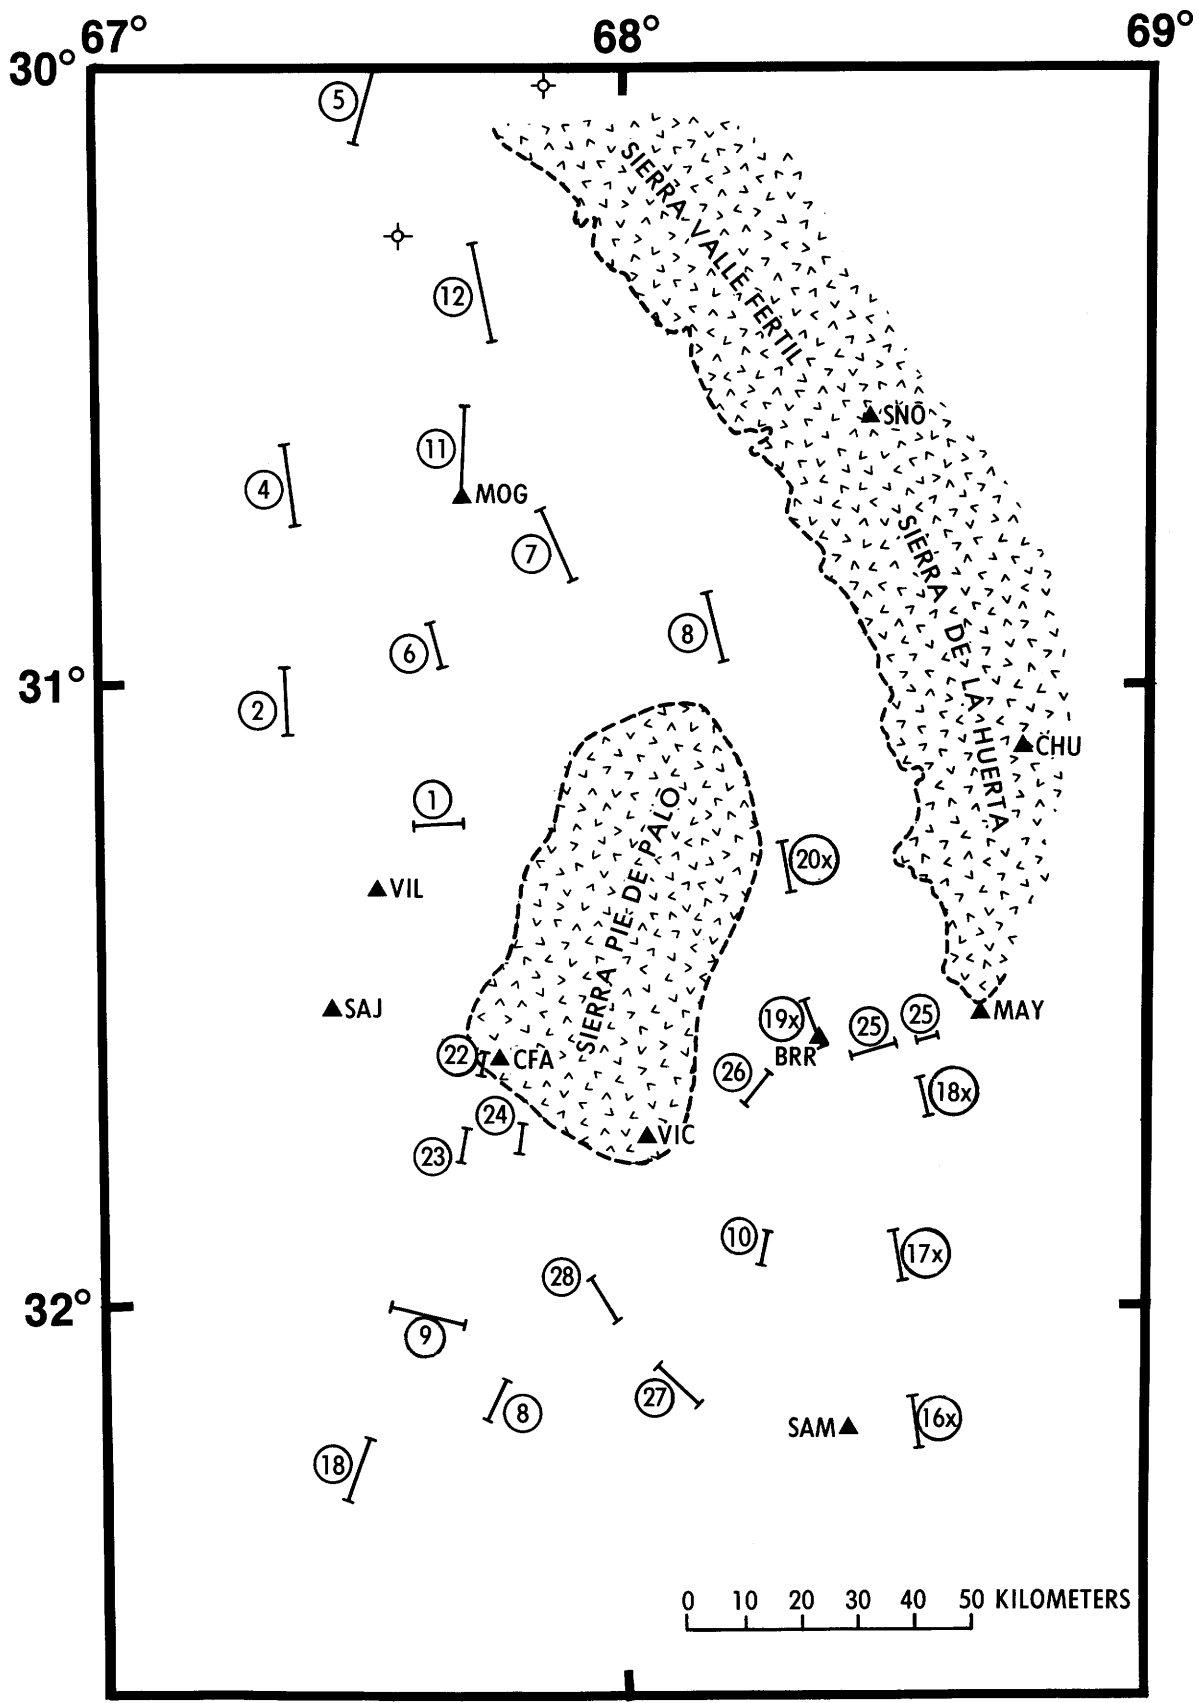 67° 68° 69°
30°
5
SIERRA VALLE FERTIL
12
SNO
11
4
MOG
SIERRA DE LA HUERTA
7
8
6
31°
2
CHU
1
SIERRA PIE DE PALO
20x
VIL
SAJ
19x
25
25
MAY
22
CFA
BRR
26
18x
24
23
VIC
10
17x
28
32°
9
27
8
16x
SAM
18
0 10 20 30 40 50 KILOMETERS